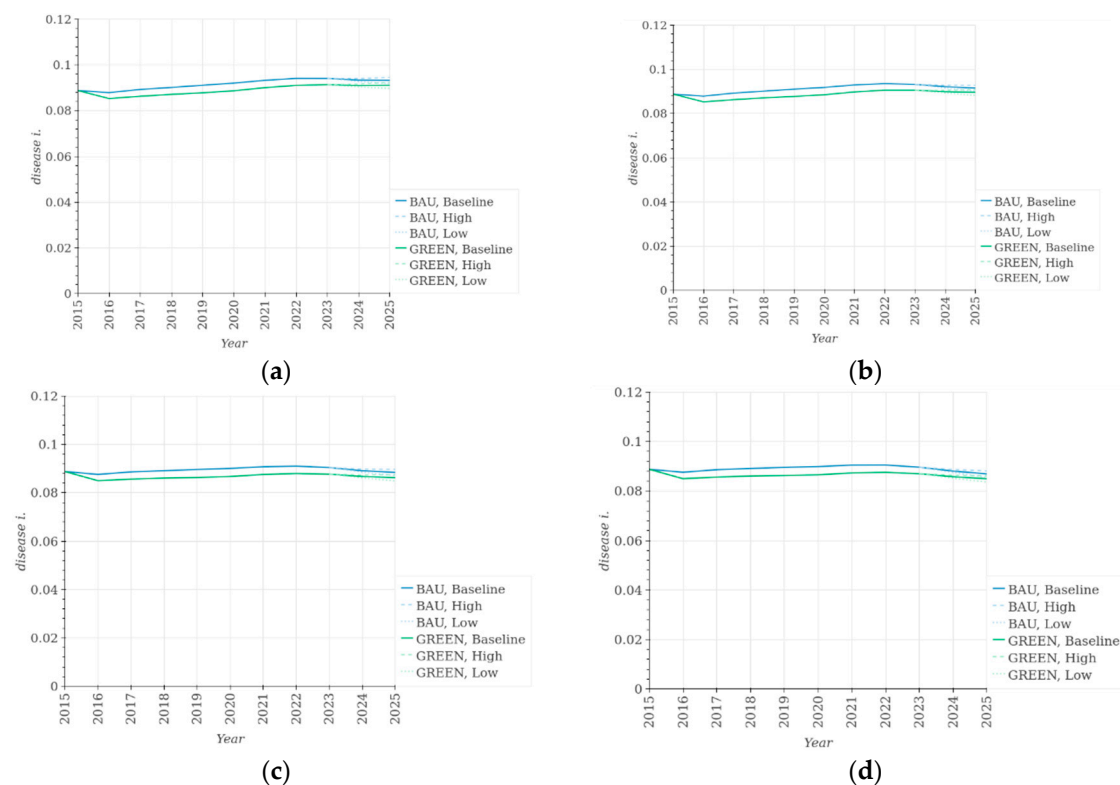 0.12
0.1
0.08
0.06
0.04
0.02
0
disease i.
2015
2016
2017
2018
2019
2020
2021
2022
2023
2024
2025
Year
BAU, Baseline
BAU, High
BAU, Low
GREEN, Baseline
GREEN, High
GREEN, Low
(a)
0.12
0.1
0.08
0.06
0.04
0.02
0
disease i.
2015
2016
2017
2018
2019
2020
2021
2022
2023
2024
2025
Year
BAU, Baseline
BAU, High
BAU, Low
GREEN, Baseline
GREEN, High
GREEN, Low
(b)
0.12
0.1
0.08
0.06
0.04
0.02
0
disease i.
2015
2016
2017
2018
2019
2020
2021
2022
2023
2024
2025
Year
BAU, Baseline
BAU, High
BAU, Low
GREEN, Baseline
GREEN, High
GREEN, Low
(c)
0.12
0.1
0.08
0.06
0.04
0.02
0
disease i.
2015
2016
2017
2018
2019
2020
2021
2022
2023
2024
2025
Year
BAU, Baseline
BAU, High
BAU, Low
GREEN, Baseline
GREEN, High
GREEN, Low
(d)